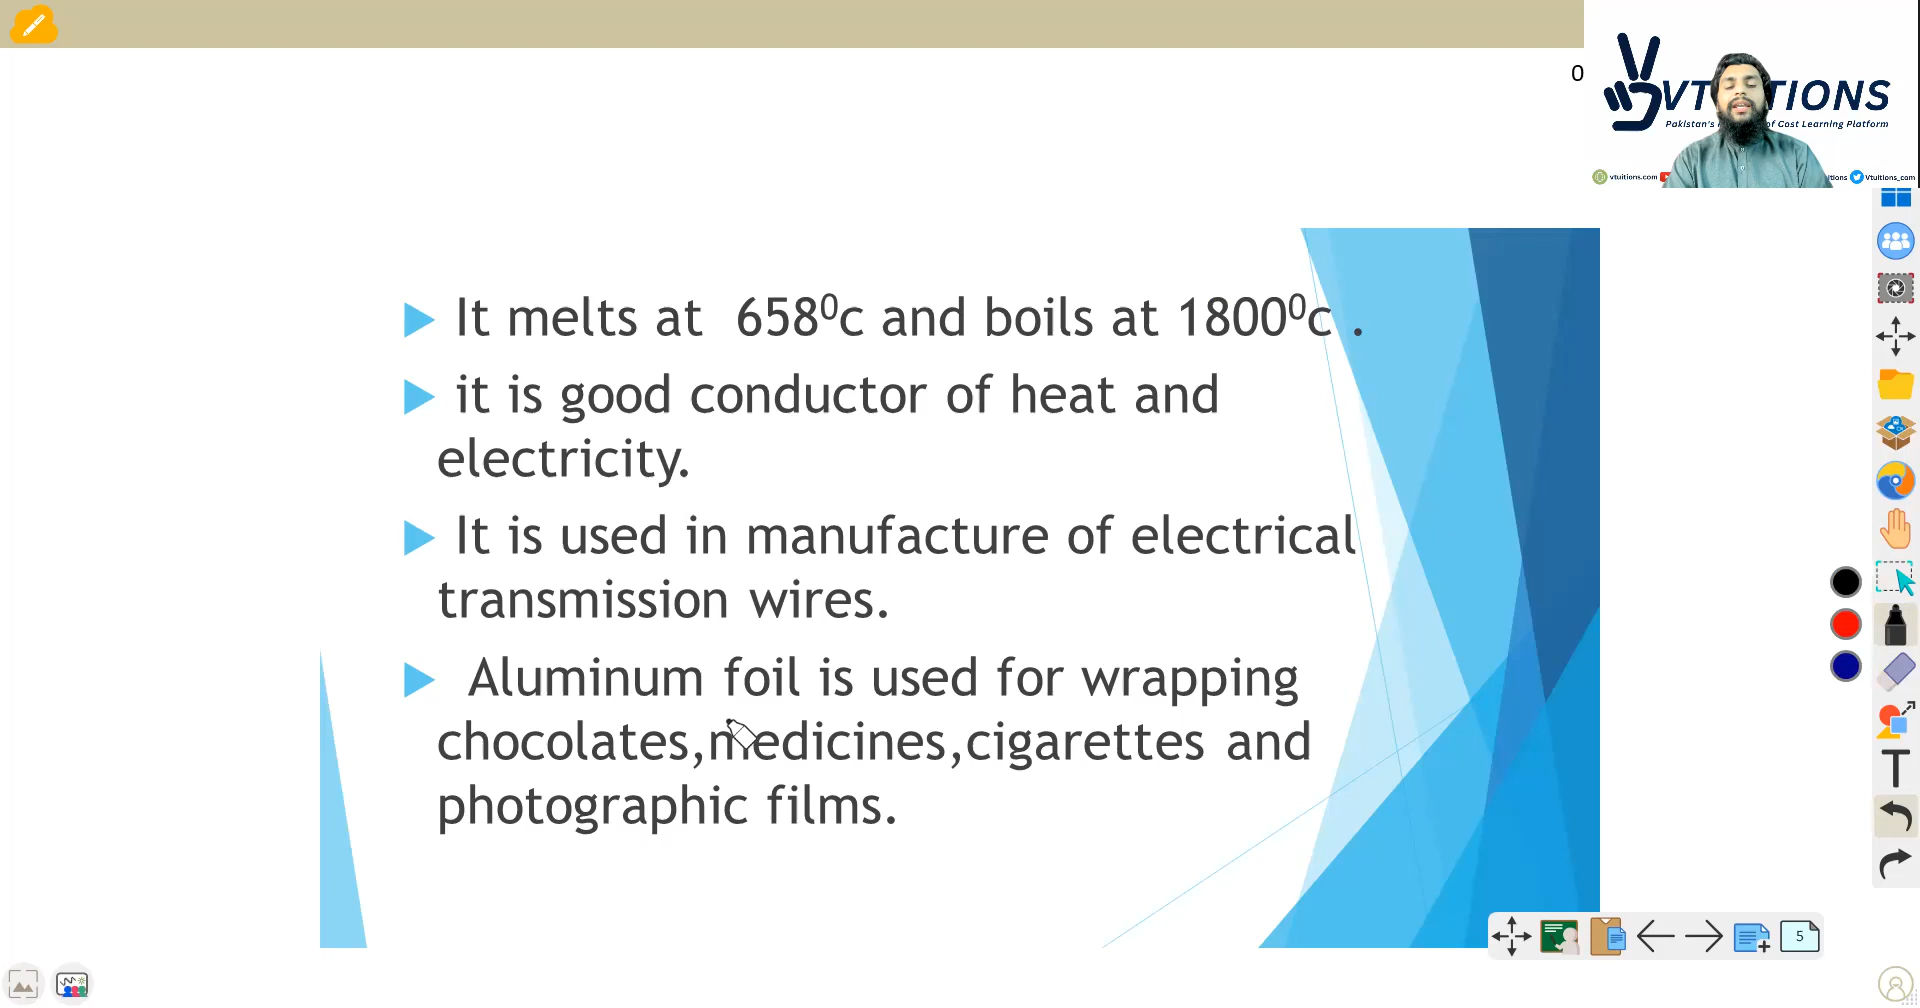 0
VTUITIONS
Pakistan's of Cost Learning Platform
vtuitions.com
Vtuitions_com
It melts at 658⁰c and boils at 1800⁰c .
it is good conductor of heat and
electricity.
It is used in manufacture of electrical
transmission wires.
Aluminum foil is used for wrapping
chocolates,medicines,cigarettes and
photographic films.
T
5